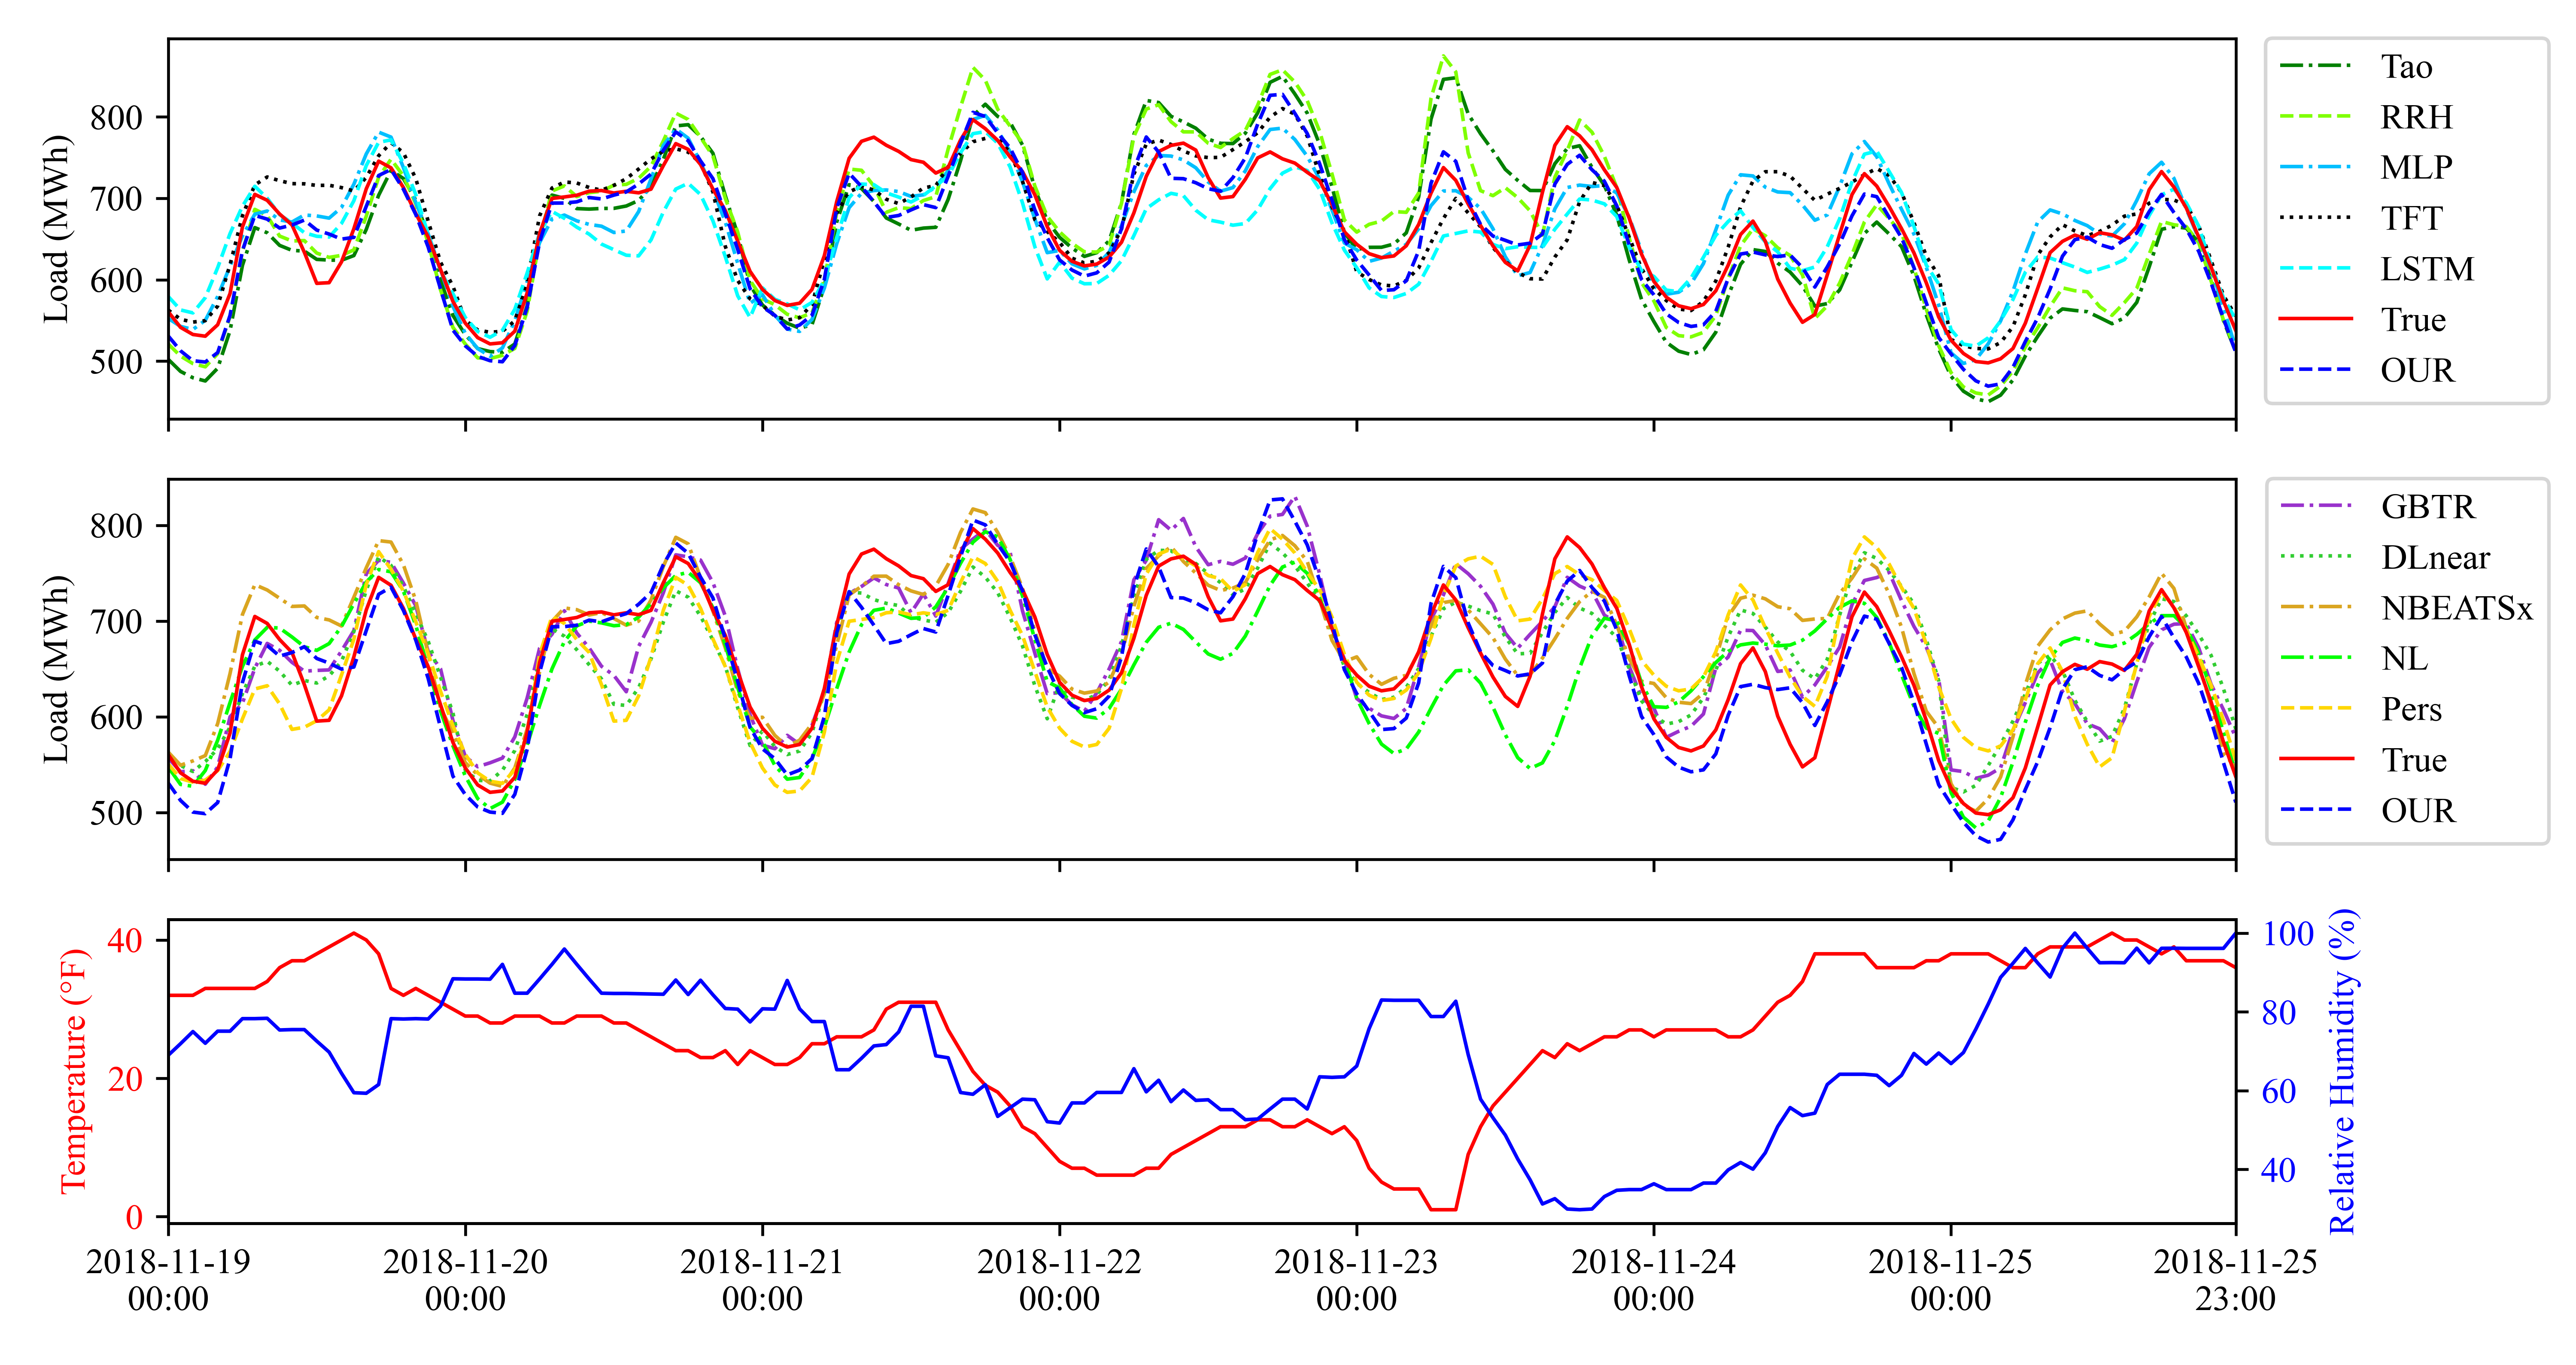 Load (MWh)
800
700
600
500
Tao
RRH
MLP
TFT
LSTM
True
OUR
Load (MWh)
800
700
600
500
GBTR
DLnear
NBEATSx
NL
Pers
True
OUR
Temperature (°F)
40
20
0
Relative Humidity (%)
100
80
60
40
2018-11-19
00:00
2018-11-20
00:00
2018-11-21
00:00
2018-11-22
00:00
2018-11-23
00:00
2018-11-24
00:00
2018-11-25
00:00
2018-11-25
23:00